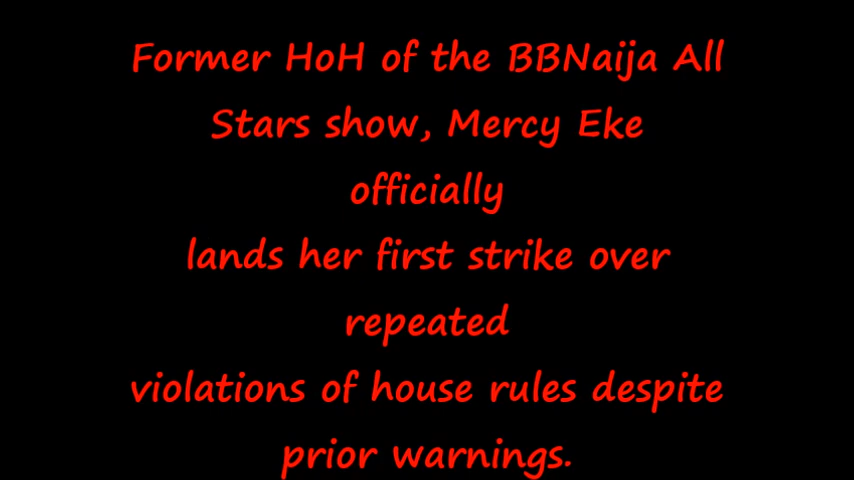 Former HoH of the BBNaija All
Stars show, Mercy Eke
officially
lands her first strike over
repeated
violations of house rules despite
prior warnings.